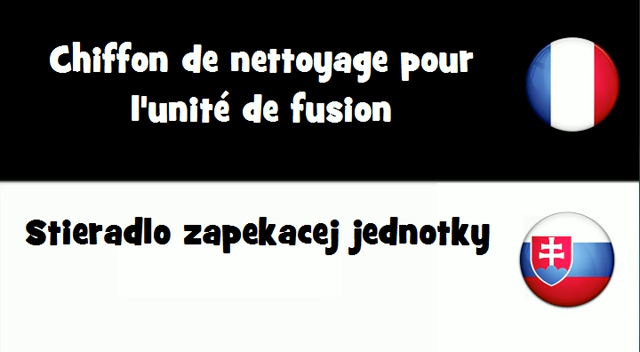 Chiffon de nettoyage pour
l'unité de fusion
Stieradlo zapekacej jednotky